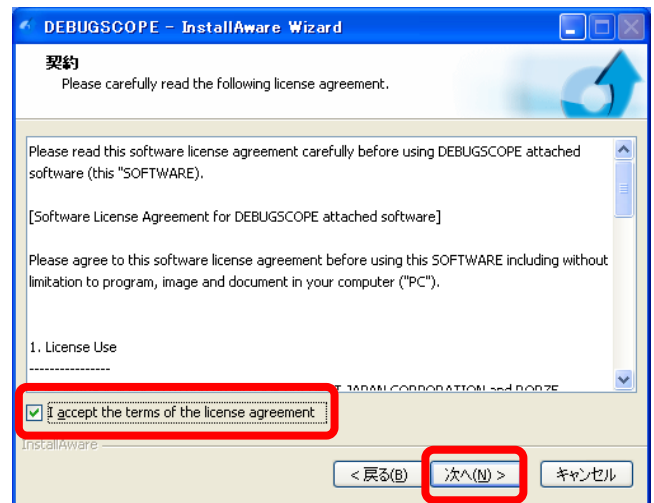 DEBUGSCOPE - InstallAware Wizard
契約
Please carefully read the following license agreement.
Please read this software license agreement carefully before using DEBUGSCOPE attached
software (this "SOFTWARE).
[Software License Agreement for DEBUGSCOPE attached software]
Please agree to this software license agreement before using this SOFTWARE including without
limitation to program, image and document in your computer ("PC").
1. License Use
----------------
JAPAN CORPORATION and RORZE
I accept the terms of the license agreement
InstallAware
< 戻る(B)
次へ(N) >
キャンセル